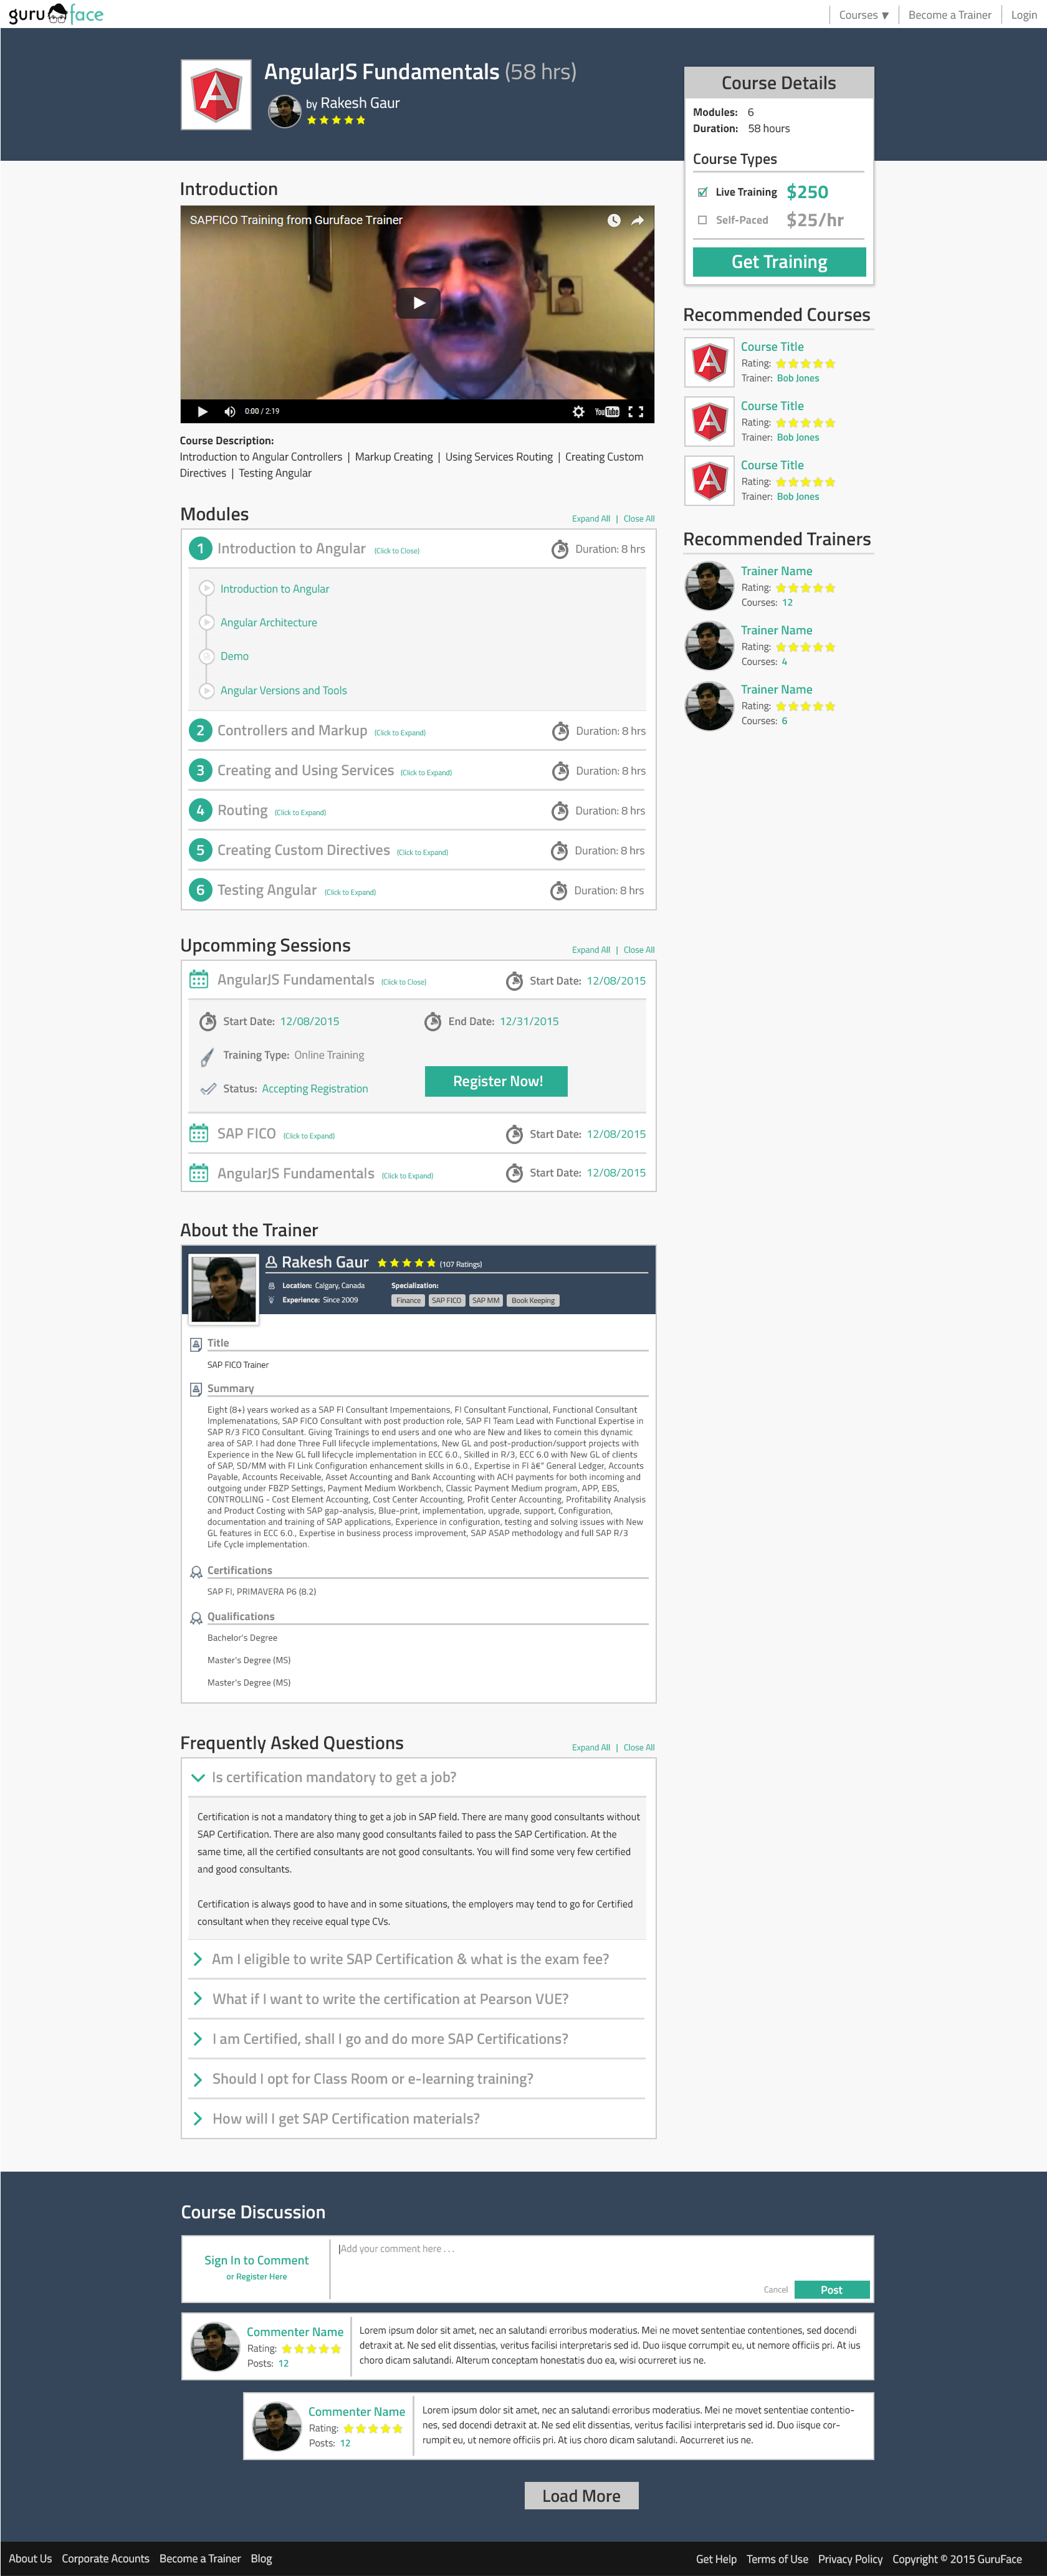 guru face
Courses ▼ Become a Trainer Login
AngularJS Fundamentals (58 hrs)
by Rakesh Gaur
Course Details
Modules: 6
Duration: 58 hours
Course Types
Live Training $250
Self-Paced $25/hr
Get Training
Introduction
SAPFICO Training from Guruface Trainer
0:00 / 2:19
YouTube
Course Description:
Introduction to Angular Controllers | Markup Creating | Using Services Routing | Creating Custom
Directives | Testing Angular
Recommended Courses
Course Title
Rating:
Trainer: Bob Jones
Course Title
Rating:
Trainer: Bob Jones
Course Title
Rating:
Trainer: Bob Jones
Recommended Trainers
Trainer Name
Rating:
Courses: 12
Trainer Name
Rating:
Courses: 4
Trainer Name
Rating:
Courses: 6
Modules
Expand All | Close All
1 Introduction to Angular (Click to Close) Duration: 8 hrs
Introduction to Angular
Angular Architecture
Demo
Angular Versions and Tools
2 Controllers and Markup (Click to Expand) Duration: 8 hrs
3 Creating and Using Services (Click to Expand) Duration: 8 hrs
4 Routing (Click to Expand) Duration: 8 hrs
5 Creating Custom Directives (Click to Expand) Duration: 8 hrs
6 Testing Angular (Click to Expand) Duration: 8 hrs
Upcomming Sessions
Expand All | Close All
AngularJS Fundamentals (Click to Close) Start Date: 12/08/2015
Start Date: 12/08/2015 End Date: 12/31/2015
Training Type: Online Training
Status: Accepting Registration
Register Now!
SAP FICO (Click to Expand) Start Date: 12/08/2015
AngularJS Fundamentals (Click to Expand) Start Date: 12/08/2015
About the Trainer
Rakesh Gaur (107 Ratings)
Location: Calgary, Canada Specialization:
Experience: Since 2009 Finance SAP FICO SAP MM Book Keeping
Title
SAP FICO Trainer
Summary
Eight (8+) years worked as a SAP FI Consultant Impementaions, FI Consultant Functional, Functional Consultant
Implemenatations, SAP FICO Consultant with post production role, SAP FI Team Lead with Functional Expertise in
SAP R/3 FICO Consultant. Giving Trainings to end users and one who are New and likes to comein this dynamic
area of SAP. I had done Three Full lifecycle implementations, New GL and post-production/support projects with
Experience in the New GL full lifecycle implementation in ECC 6.0., Skilled in R/3, ECC 6.0 with New GL of clients
of SAP, SD/MM with FI Link Configuration enhancement skills in 6.0., Expertise in FI â€" General Ledger, Accounts
Payable, Accounts Receivable, Asset Accounting and Bank Accounting with ACH payments for both incoming and
outgoing under FBZP Settings, Payment Medium Workbench, Classic Payment Medium program, APP, EBS,
CONTROLLING - Cost Element Accounting, Cost Center Accounting, Profit Center Accounting, Profitability Analysis
and Product Costing with SAP gap-analysis, Blue-print, implementation, upgrade, support, Configuration,
documentation and training of SAP applications, Experience in configuration, testing and solving issues with New
GL features in ECC 6.0., Expertise in business process improvement, SAP ASAP methodology and full SAP R/3
Life Cycle implementation.
Certifications
SAP FI, PRIMAVERA P6 (8.2)
Qualifications
Bachelor's Degree
Master's Degree (MS)
Master's Degree (MS)
Frequently Asked Questions
Expand All | Close All
Is certification mandatory to get a job?
Certification is not a mandatory thing to get a job in SAP field. There are many good consultants without
SAP Certification. There are also many good consultants failed to pass the SAP Certification. At the
same time, all the certified consultants are not good consultants. You will find some very few certified
and good consultants.
Certification is always good to have and in some situations, the employers may tend to go for Certified
consultant when they receive equal type CVs.
Am I eligible to write SAP Certification & what is the exam fee?
What if I want to write the certification at Pearson VUE?
I am Certified, shall I go and do more SAP Certifications?
Should I opt for Class Room or e-learning training?
How will I get SAP Certification materials?
Course Discussion
Sign In to Comment
or Register Here
Add your comment here . . .
Cancel Post
Commenter Name
Rating:
Posts: 12
Lorem ipsum dolor sit amet, nec an salutandi erroribus moderatius. Mei ne movet sententiae contentiones, sed docendi
detraxit at. Ne sed elit dissentias, veritus facilisi interpretaris sed id. Duo iisque corrumpit eu, ut nemore officiis pri. At ius
choro dicam salutandi. Alterum conceptam honestatis duo ea, wisi ocurreret ius ne.
Commenter Name
Rating:
Posts: 12
Lorem ipsum dolor sit amet, nec an salutandi erroribus moderatius. Mei ne movet sententiae contentio-
nes, sed docendi detraxit at. Ne sed elit dissentias, veritus facilisi interpretaris sed id. Duo iisque cor-
rumpit eu, ut nemore officiis pri. At ius choro dicam salutandi. Aocurreret ius ne.
Load More
About Us Corporate Acounts Become a Trainer Blog
Get Help Terms of Use Privacy Policy Copyright © 2015 GuruFace